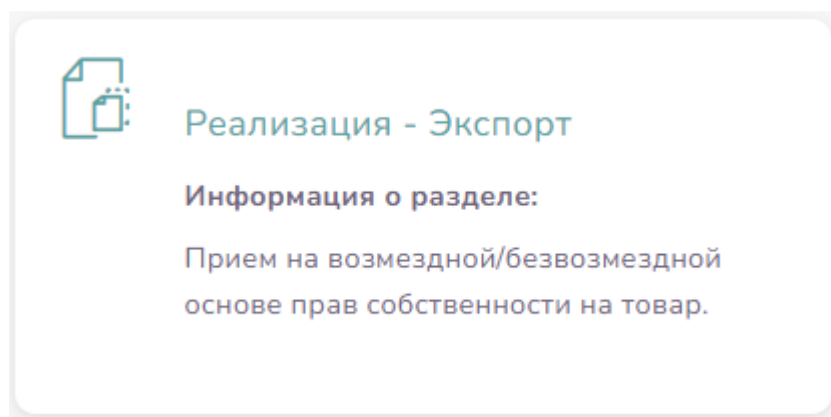 Реализация - Экспорт
Информация о разделе:
Прием на возмездной/безвозмездной
основе прав собственности на товар.